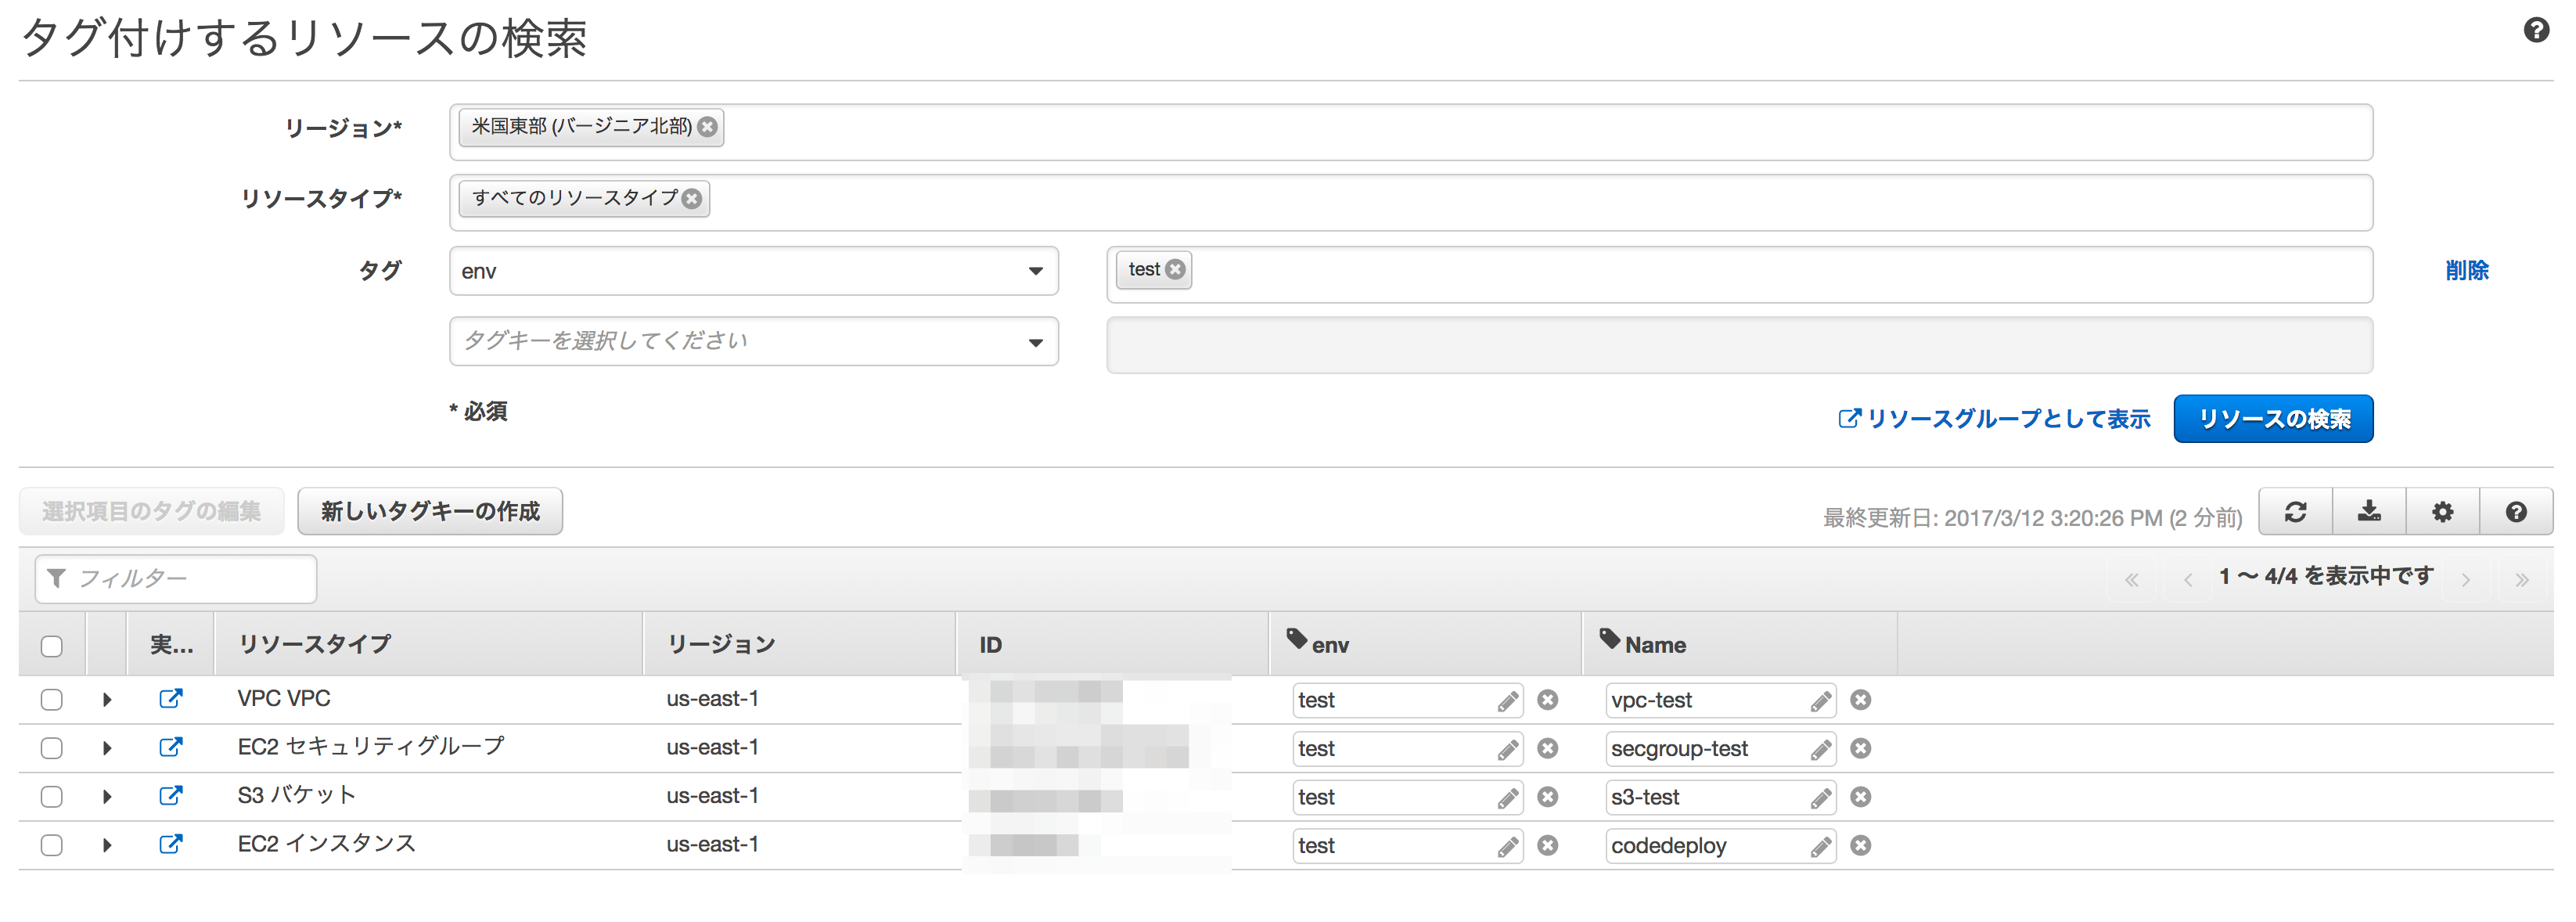 タグ付けするリソースの検索
リージョン* 米国東部 (バージニア北部)
リソースタイプ* すべてのリソースタイプ
タグ env test 削除
タグキーを選択してください
* 必須 リソースグループとして表示 リソースの検索
選択項目のタグの編集 新しいタグキーの作成 最終更新日: 2017/3/12 3:20:26 PM (2 分前)
フィルター 1 〜 4/4 を表示中です
実... リソースタイプ リージョン ID env Name
VPC VPC us-east-1 test vpc-test
EC2 セキュリティグループ us-east-1 test secgroup-test
S3 バケット us-east-1 test s3-test
EC2 インスタンス us-east-1 test codedeploy